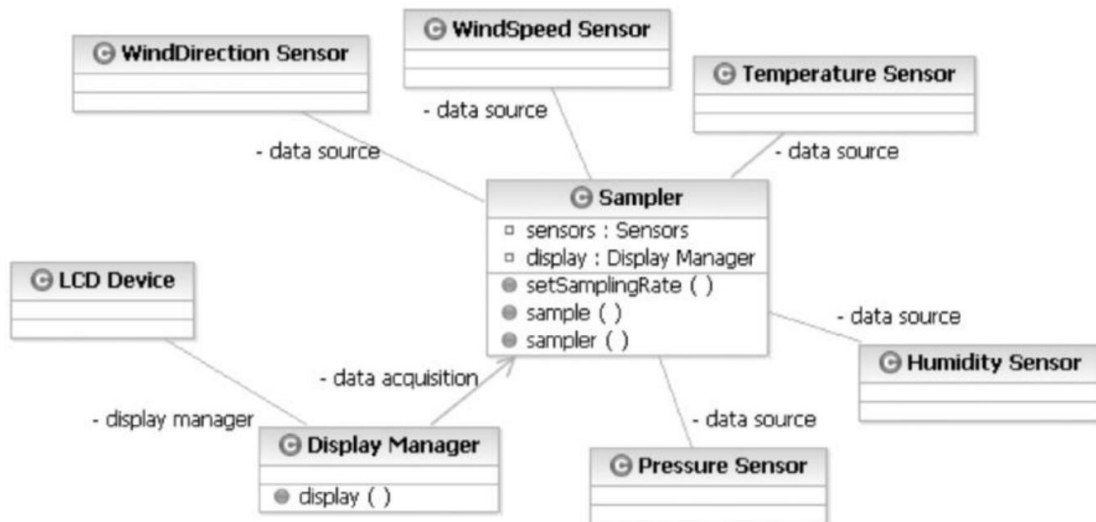 WindDirection Sensor
WindSpeed Sensor
Temperature Sensor
- data source
- data source
- data source
Sampler
sensors : Sensors
display : Display Manager
setSamplingRate ( )
sample ( )
sampler ( )
LCD Device
- data source
Humidity Sensor
- data acquisition
- display manager
- data source
Display Manager
display ( )
Pressure Sensor